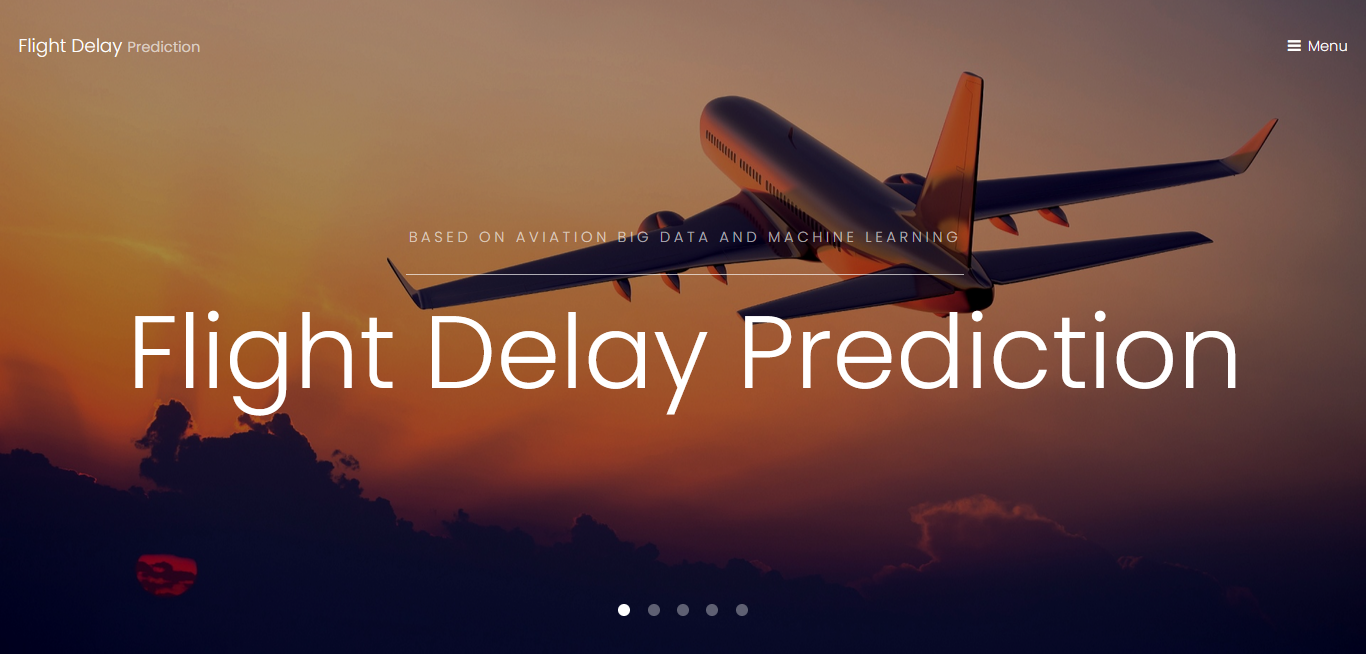 Flight Delay Prediction
Menu
BASED ON AVIATION BIG DATA AND MACHINE LEARNING
Flight Delay Prediction